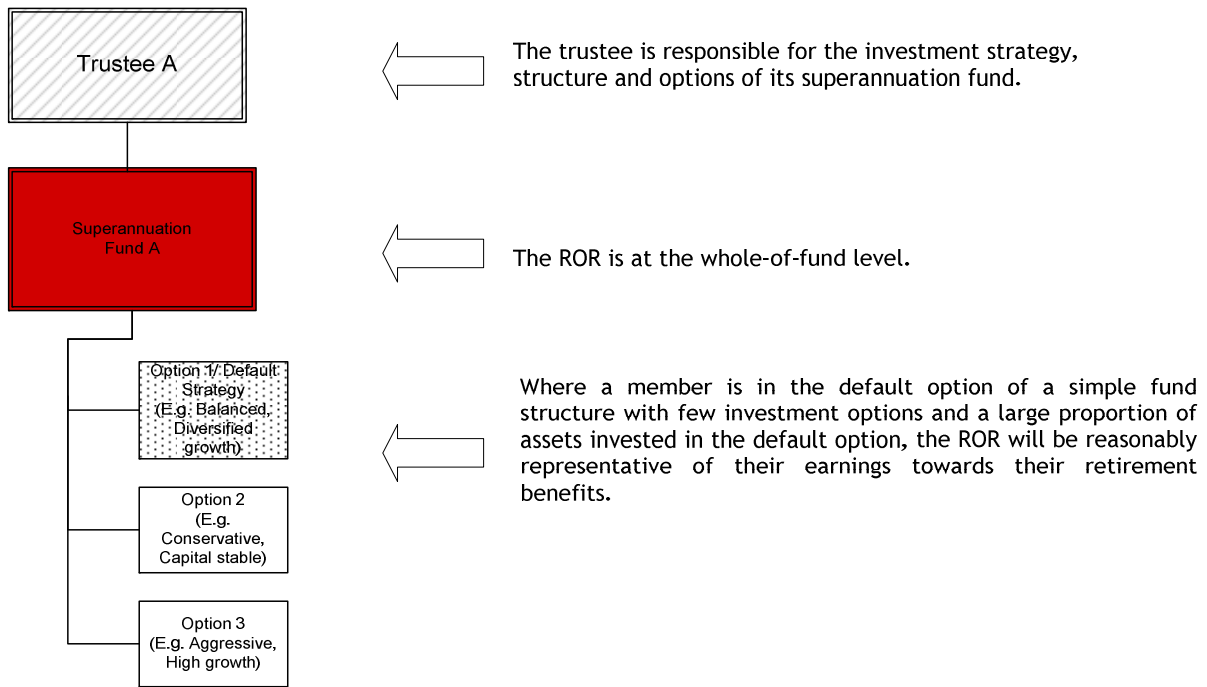 Trustee A
The trustee is responsible for the investment strategy,
structure and options of its superannuation fund.
Superannuation
Fund A
The ROR is at the whole-of-fund level.
Option 1/ Default
Strategy
(E.g. Balanced,
Diversified
growth)
Where a member is in the default option of a simple fund
structure with few investment options and a large proportion of
assets invested in the default option, the ROR will be reasonably
representative of their earnings towards their retirement
benefits.
Option 2
(E.g.
Conservative,
Capital stable)
Option 3
(E.g. Aggressive,
High growth)